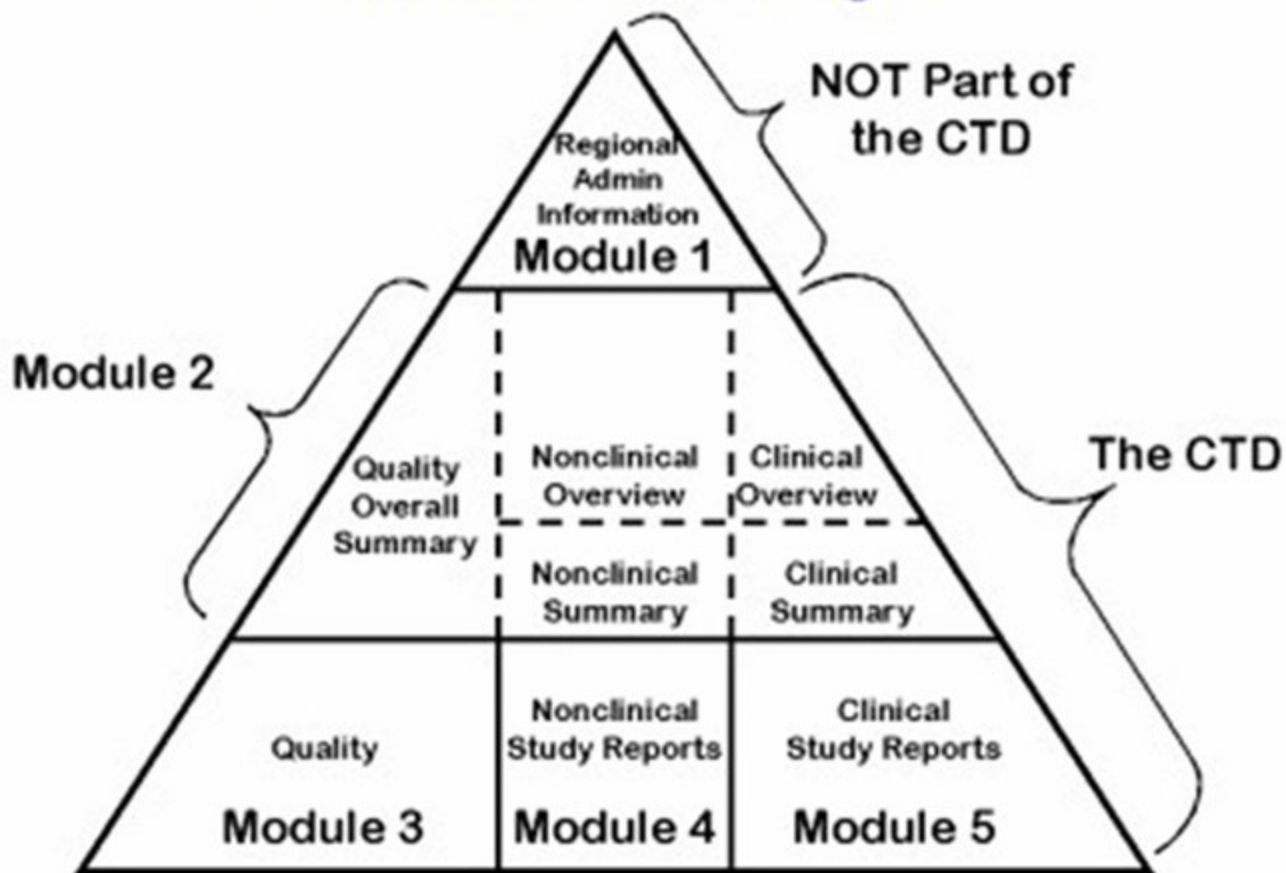 NOT Part of
the CTD
Regional
Admin
Information
Module 1
Module 2
The CTD
Quality
Overall
Summary
Nonclinical
Overview
Clinical
Overview
Nonclinical
Summary
Clinical
Summary
Quality
Module 3
Nonclinical
Study Reports
Module 4
Clinical
Study Reports
Module 5